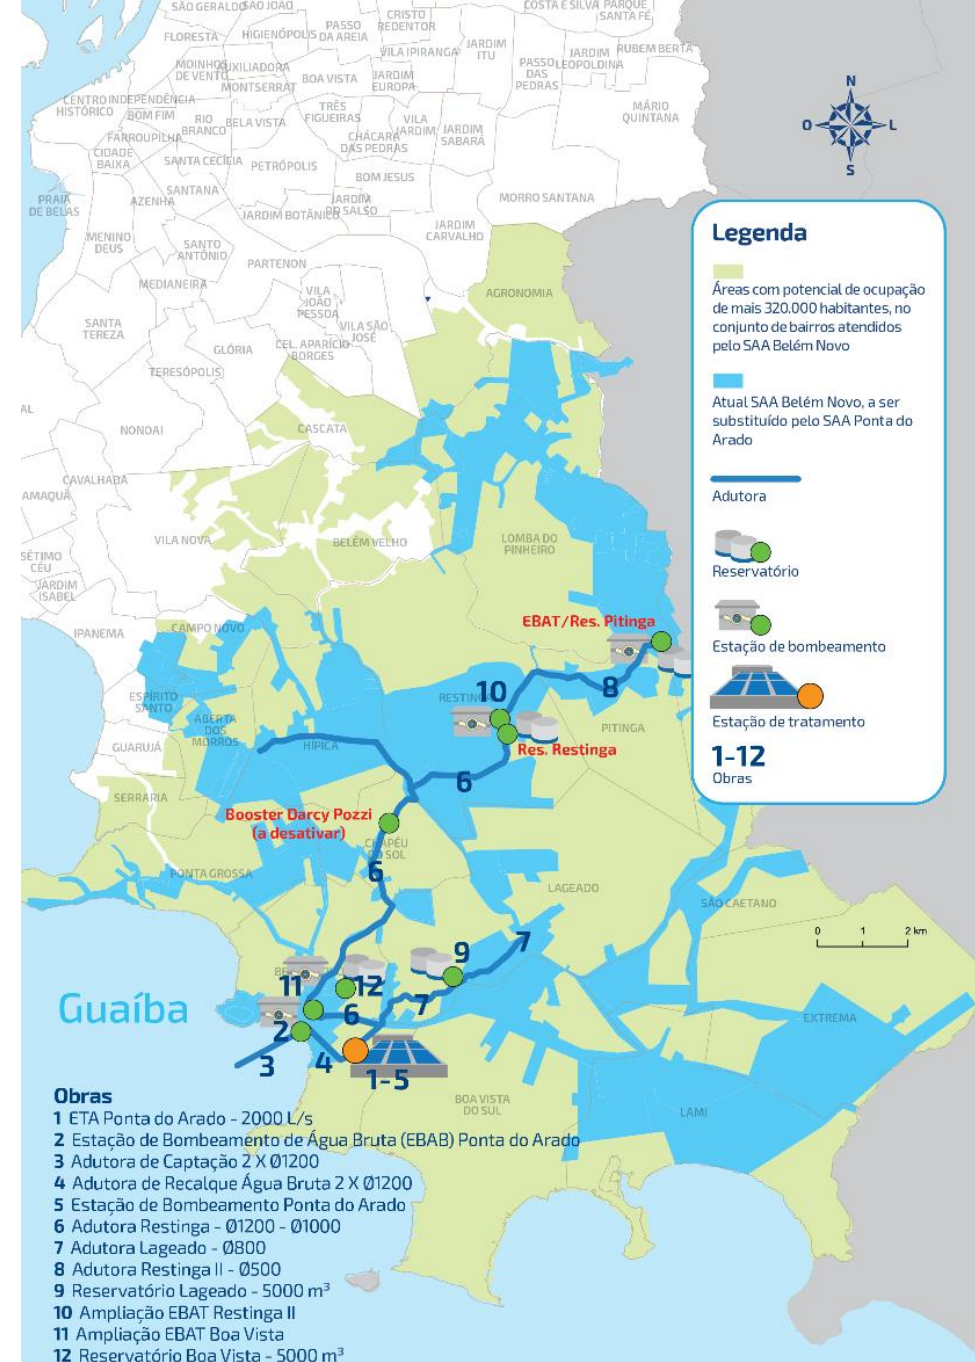 SÃO GERALDO
SÃO JOÃO
COSTA E SILVA
PARQUE
SANTA FÉ
CRISTO
REDENTOR
PASSO
DA AREIA
FLORESTA
HIGIENÓPOLIS
VILA IPIRANGA
JARDIM
ITU
JARDIM
LEOPOLDINA
RUBEM BERTA
MOINHOS
DE VENTO
AUXILIADORA
MONTSERRAT
BOA VISTA
JARDIM
EUROPA
PASSO
DAS
PEDRAS
CENTRO
HISTÓRICO
INDEPENDÊNCIA
BOM FIM
RIO
BRANCO
BELA VISTA
TRÊS
FIGUEIRAS
VILA
JARDIM
JARDIM
SABARÁ
MÁRIO
QUINTANA
FARROUPILHA
CHÁCARA
DAS PEDRAS
CIDADE
BAIXA
SANTA CECÍLIA
PETRÓPOLIS
BOM JESUS
PRAIA
DE BELAS
AZENHA
SANTANA
JARDIM BOTÂNICO
JARDIM
DO SALSO
MORRO SANTANA
MENINO
DEUS
SANTO
ANTÔNIO
PARTENON
JARDIM
CARVALHO
MEDIANEIRA
VILA
JOÃO
PESSOA
AGRONOMIA
SANTA
TEREZA
GLÓRIA
CEL. APARÍCIO
BORGES
VILA SÃO
JOSÉ
TERESÓPOLIS
AL
NONOAI
CASCATA
CAVALHADA
AMAQUÃ
VILA NOVA
BELÉM VELHO
LOMBA DO
PINHEIRO
SÉTIMO
CÉU
JARDIM
ISABEL
IPANEMA
CAMPO NOVO
EBAT/Res. Pitinga
8
10
RESTINGA
PITINGA
ESPÍRITO
SANTO
ABERTA
DOS
MORROS
GUARUJÁ
HÍPICA
Res. Restinga
6
SERRARIA
Booster Darcy Pozzi
(a desativar)
CHAPÉU
DO SOL
6
PONTA GROSSA
LAGEADO
SÃO CAETANO
0 1 2 km
7
9
11
12
7
6
2
3
4
1-5
EXTREMA
BOA VISTA
DO SUL
LAMI
Guaíba
N
O
L
S
Legenda
Áreas com potencial de ocupação
de mais 320.000 habitantes, no
conjunto de bairros atendidos
pelo SAA Belém Novo
Atual SAA Belém Novo, a ser
substituído pelo SAA Ponta do
Arado
Adutora
Reservatório
Estação de bombeamento
Estação de tratamento
1-12
Obras
Obras
1 ETA Ponta do Arado - 2000 L/s
2 Estação de Bombeamento de Água Bruta (EBAB) Ponta do Arado
3 Adutora de Captação 2 X Ø1200
4 Adutora de Recalque Água Bruta 2 X Ø1200
5 Estação de Bombeamento Ponta do Arado
6 Adutora Restinga - Ø1200 - Ø1000
7 Adutora Lageado - Ø800
8 Adutora Restinga II - Ø500
9 Reservatório Lageado - 5000 m³
10 Ampliação EBAT Restinga II
11 Ampliação EBAT Boa Vista
12 Reservatório Boa Vista - 5000 m³